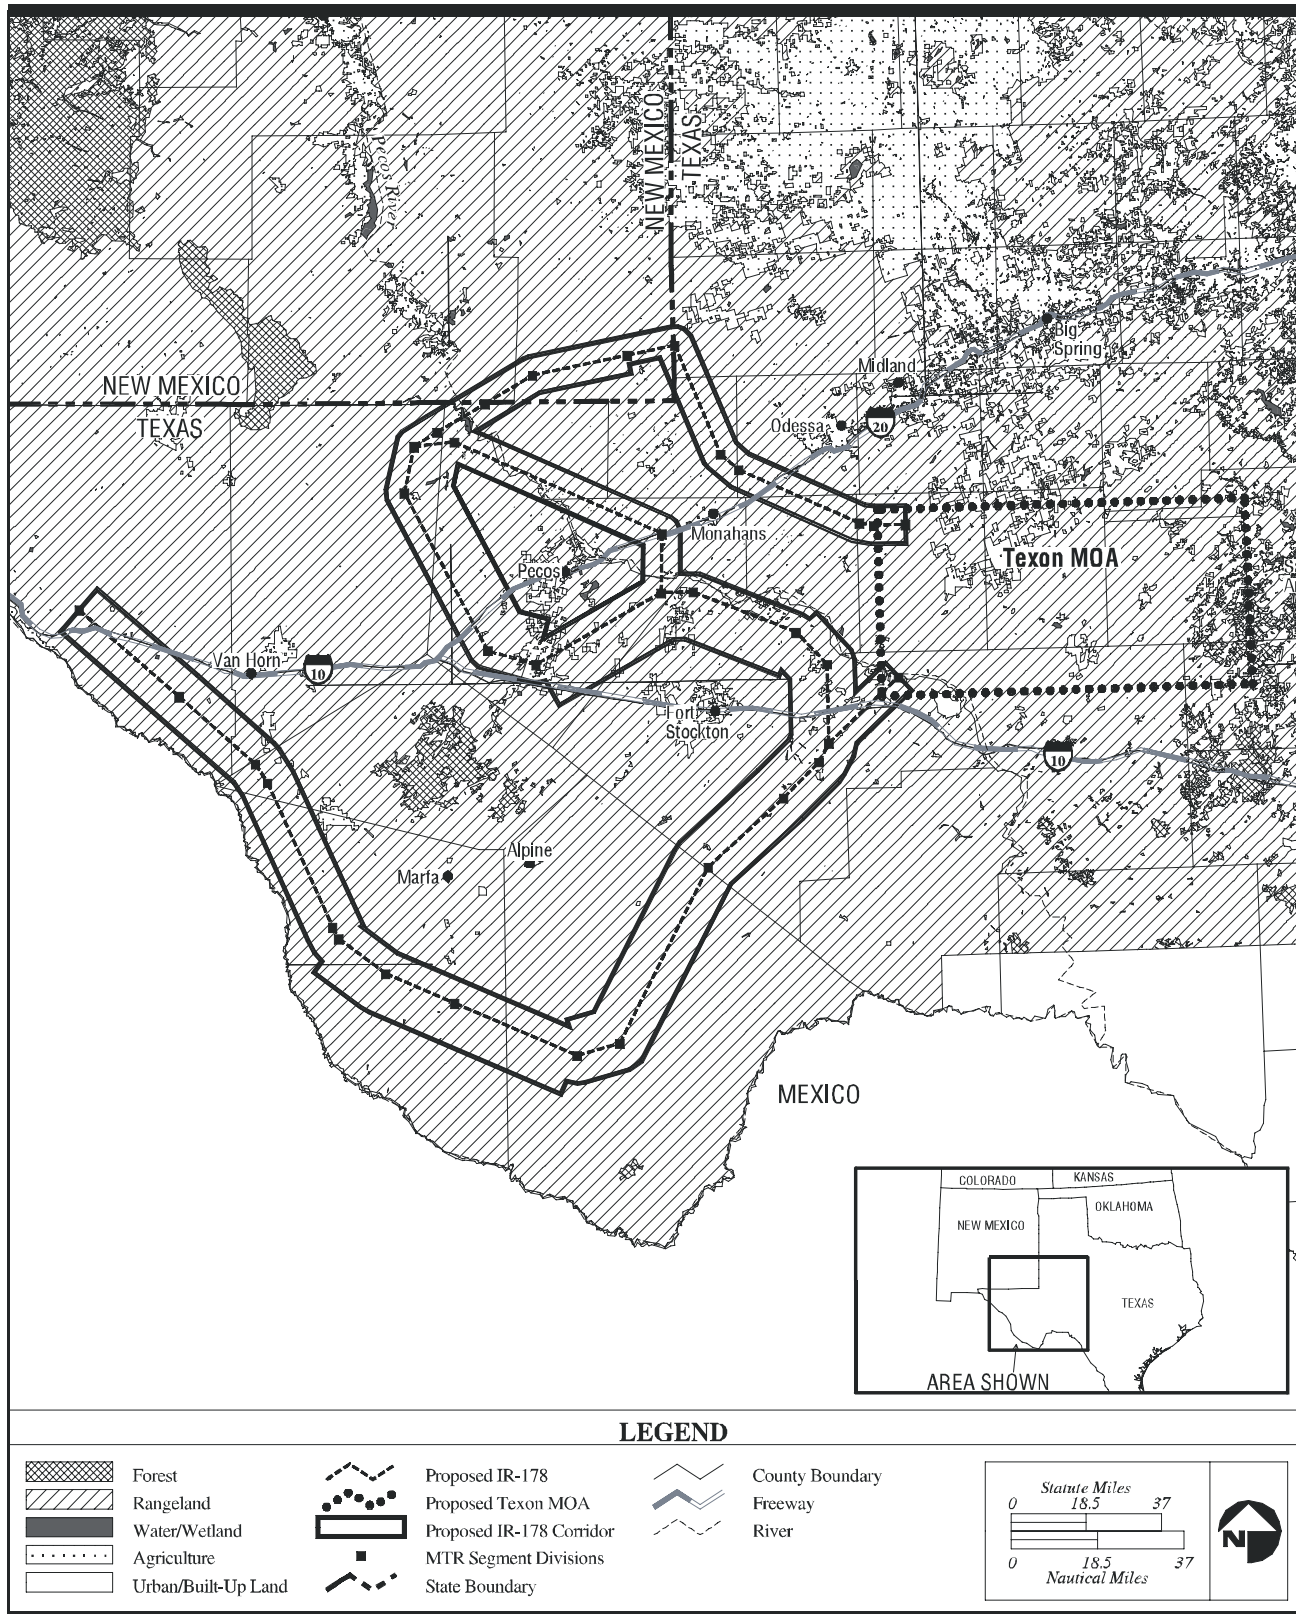 Pecos River
NEW MEXICO
TEXAS
Big
Spring
Midland
NEW MEXICO
TEXAS
Odessa
20
Monahans
Texon MOA
Pecos
Van Horn
10
Fort
Stockton
10
Alpine
Marfa
MEXICO
COLORADO
KANSAS
OKLAHOMA
NEW MEXICO
TEXAS
AREA SHOWN
LEGEND
Forest
Rangeland
Water/Wetland
Agriculture
Urban/Built-Up Land
Proposed IR-178
Proposed Texon MOA
Proposed IR-178 Corridor
MTR Segment Divisions
State Boundary
County Boundary
Freeway
River
Statute Miles
0 18.5 37
0 18.5 37
Nautical Miles
N